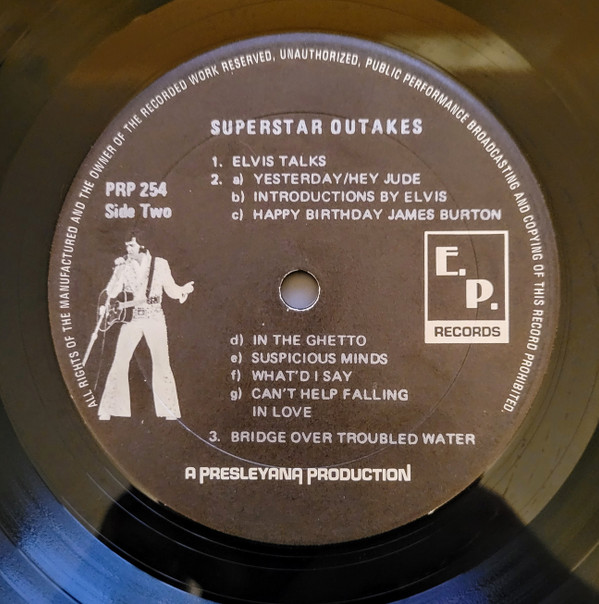 ALL RIGHTS OF THE MANUFACTURED AND THE OWNER OF THE RECORDED WORK RESERVED, UNAUTHORIZED, PUBLIC PERFORMANCE BROADCASTING AND COPYING OF THIS RECORD PROHIBITED.
SUPERSTAR OUTAKES
1. ELVIS TALKS
2. a) YESTERDAY/HEY JUDE
b) INTRODUCTIONS BY ELVIS
c) HAPPY BIRTHDAY JAMES BURTON
PRP 254
Side Two
E.
P.
RECORDS
d) IN THE GHETTO
e) SUSPICIOUS MINDS
f) WHAT'D I SAY
g) CAN'T HELP FALLING
IN LOVE
3. BRIDGE OVER TROUBLED WATER
A PRESLEYANA PRODUCTION